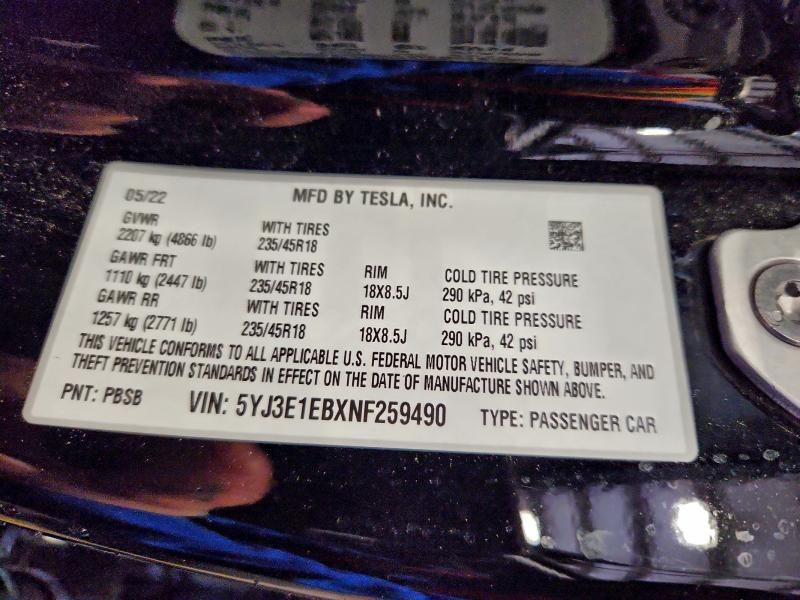 05/22 MFD BY TESLA, INC.
GVWR
2207 kg (4866 lb) WITH TIRES 235/45R18
GAWR FRT
1110 kg (2447 lb) WITH TIRES 235/45R18 RIM 18X8.5J COLD TIRE PRESSURE 290 kPa, 42 psi
GAWR RR
1257 kg (2771 lb) WITH TIRES 235/45R18 RIM 18X8.5J COLD TIRE PRESSURE 290 kPa, 42 psi
THIS VEHICLE CONFORMS TO ALL APPLICABLE U.S. FEDERAL MOTOR VEHICLE SAFETY, BUMPER, AND
THEFT PREVENTION STANDARDS IN EFFECT ON THE DATE OF MANUFACTURE SHOWN ABOVE.
PNT: PBSB VIN: 5YJ3E1EBXNF259490 TYPE: PASSENGER CAR